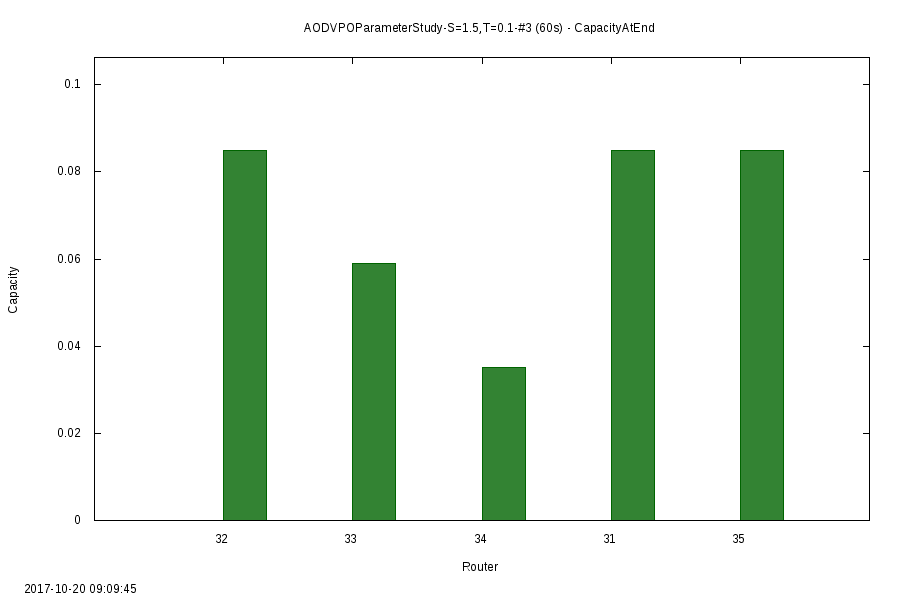 AODVPOParameterStudy-S=1.5,T=0.1-#3 (60s) - CapacityAtEnd
0.1
0.08
0.06
0.04
0.02
0
Capacity
32 33 34 31 35
Router
2017-10-20 09:09:45